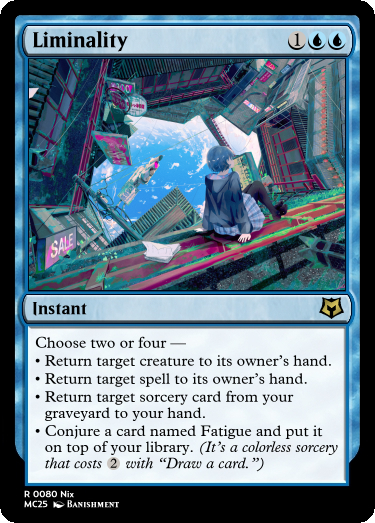 Liminality 1
SALE
Instant
Choose two or four —
• Return target creature to its owner's hand.
• Return target spell to its owner's hand.
• Return target sorcery card from your
graveyard to your hand.
• Conjure a card named Fatigue and put it
on top of your library. (It's a colorless sorcery
that costs 2 with “Draw a card.”)
R 0080 Nix
MC25 Banishment